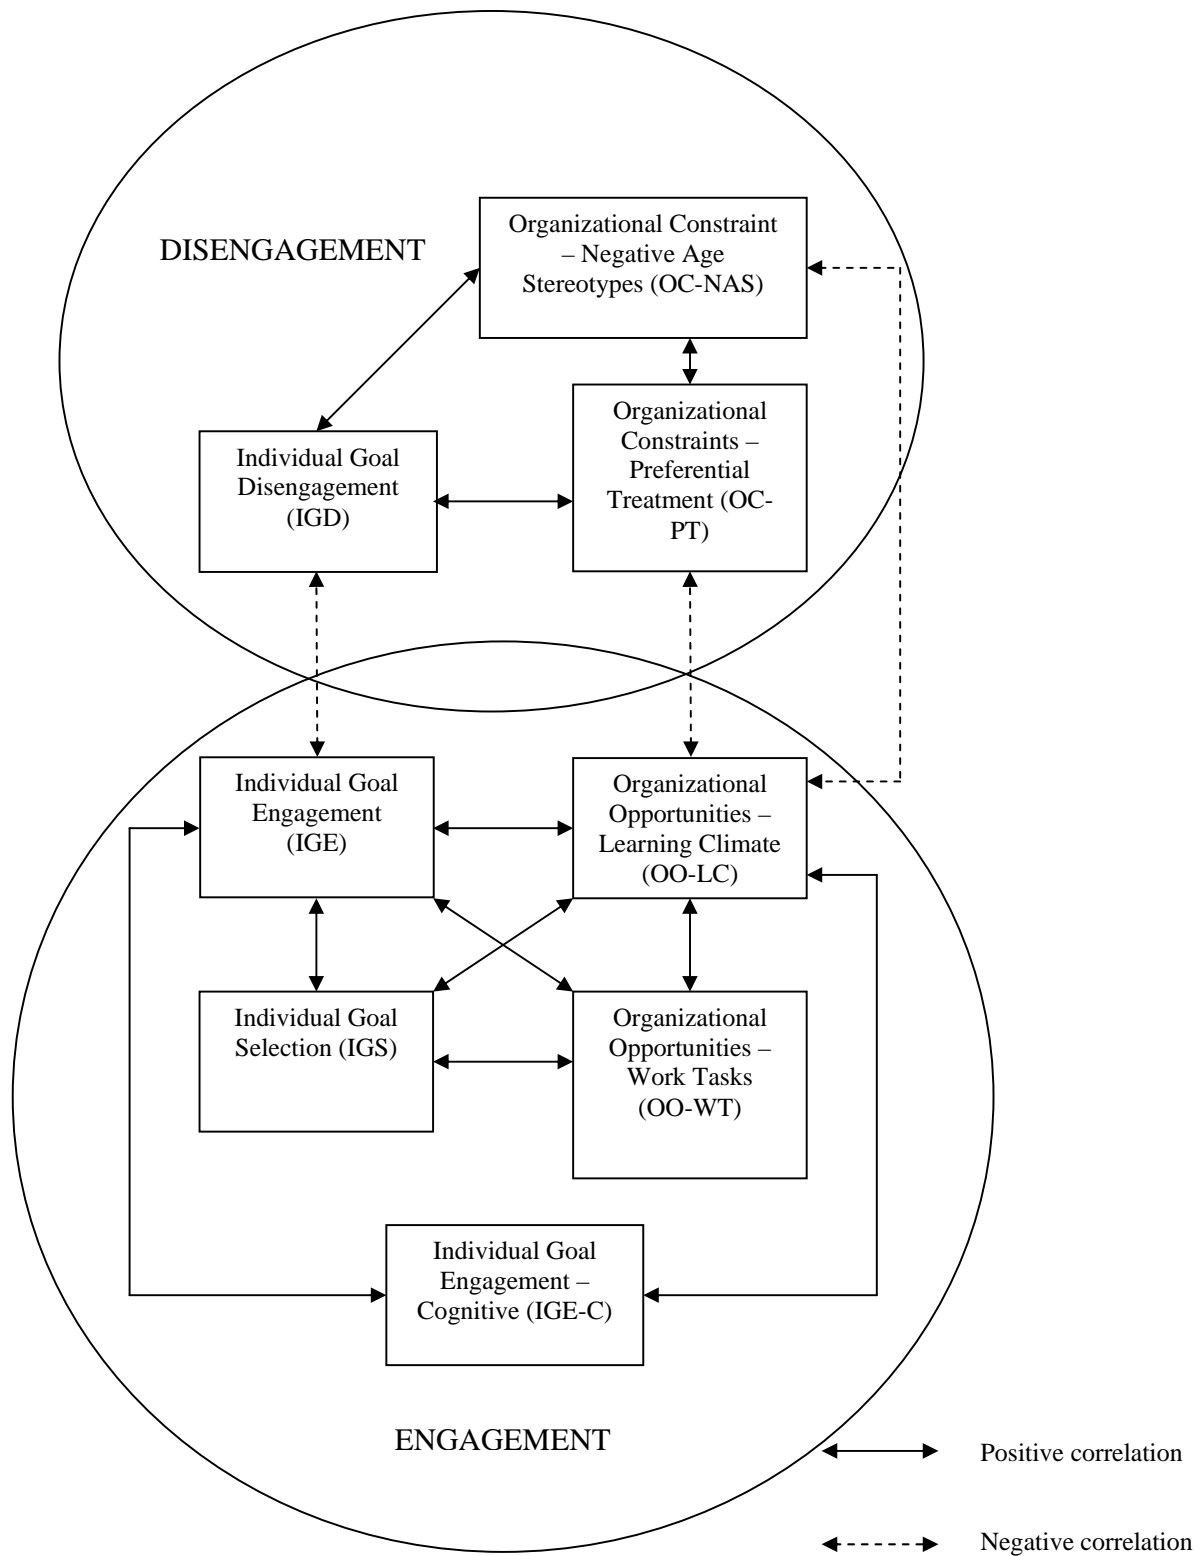 DISENGAGEMENT
Organizational Constraint
– Negative Age
Stereotypes (OC-NAS)
Organizational
Constraints –
Preferential
Treatment (OC-
PT)
Individual Goal
Disengagement
(IGD)
Individual Goal
Engagement
(IGE)
Organizational
Opportunities –
Learning Climate
(OO-LC)
Individual Goal
Selection (IGS)
Organizational
Opportunities –
Work Tasks
(OO-WT)
Individual Goal
Engagement –
Cognitive (IGE-C)
ENGAGEMENT
Positive correlation
Negative correlation